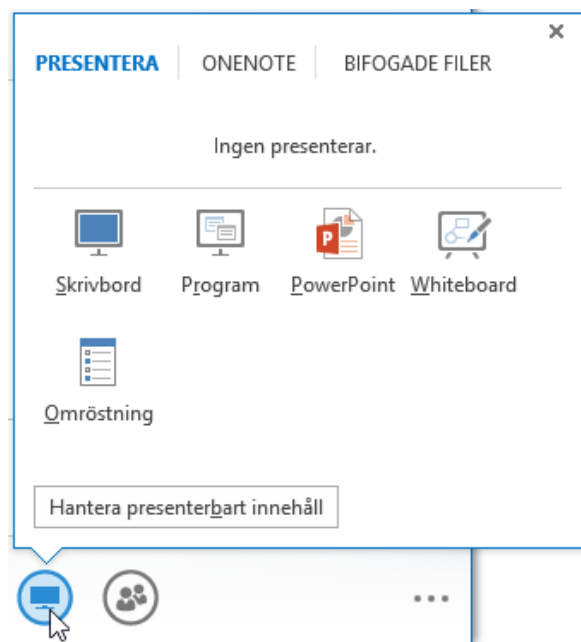 PRESENTERA ONENOTE BIFOGADE FILER
Ingen presenterar.
Skrivbord Program PowerPoint Whiteboard
Omröstning
Hantera presenterbart innehåll